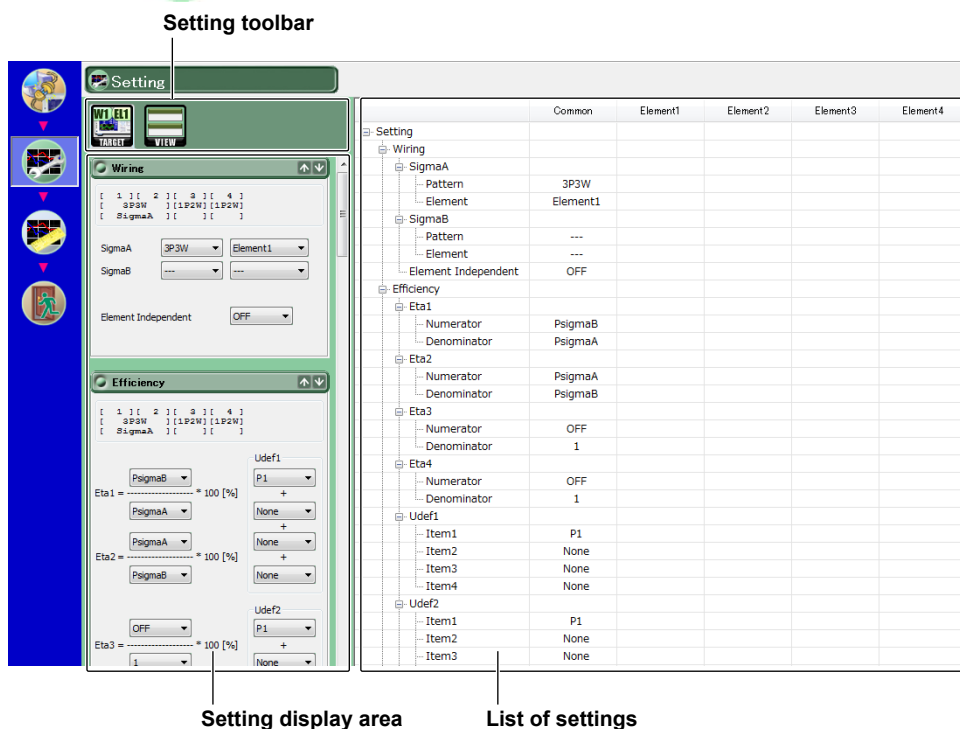 Setting toolbar
Setting
W1 EL1
TARGET
VIEW
Wiring
[ 1 ][ 2 ][ 3 ][ 4 ]
[ 3P3W ][1P2W][1P2W]
[ SigmaA ][ ][ ]
SigmaA 3P3W Element1
SigmaB --- ---
Element Independent OFF
Efficiency
[ 1 ][ 2 ][ 3 ][ 4 ]
[ 3P3W ][1P2W][1P2W]
[ SigmaA ][ ][ ]
Udef1
PsigmaB P1
Eta1 = ------------------- * 100 [%] +
PsigmaA None
+
PsigmaA None
Eta2 = ------------------- * 100 [%] +
PsigmaB None
Udef2
OFF P1
Eta3 = ------------------- * 100 [%] +
1 None
Common Element1 Element2 Element3 Element4
Setting
Wiring
SigmaA
Pattern 3P3W
Element Element1
SigmaB
Pattern ---
Element ---
Element Independent OFF
Efficiency
Eta1
Numerator PsigmaB
Denominator PsigmaA
Eta2
Numerator PsigmaA
Denominator PsigmaB
Eta3
Numerator OFF
Denominator 1
Eta4
Numerator OFF
Denominator 1
Udef1
Item1 P1
Item2 None
Item3 None
Item4 None
Udef2
Item1 P1
Item2 None
Item3 None
Setting display area
List of settings